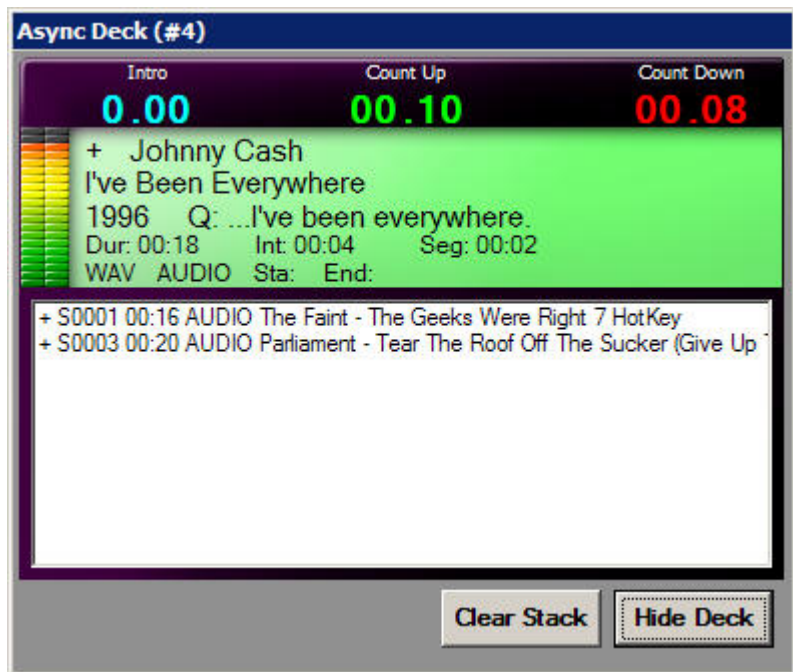 Async Deck (#4)
Intro Count Up Count Down
0.00 00.10 00.08
+ Johnny Cash
I've Been Everywhere
1996 Q: ...I've been everywhere.
Dur: 00:18 Int: 00:04 Seg: 00:02
WAV AUDIO Sta: End:
+ S0001 00:16 AUDIO The Faint - The Geeks Were Right 7 HotKey
+ S0003 00:20 AUDIO Parliament - Tear The Roof Off The Sucker (Give Up
Clear Stack Hide Deck